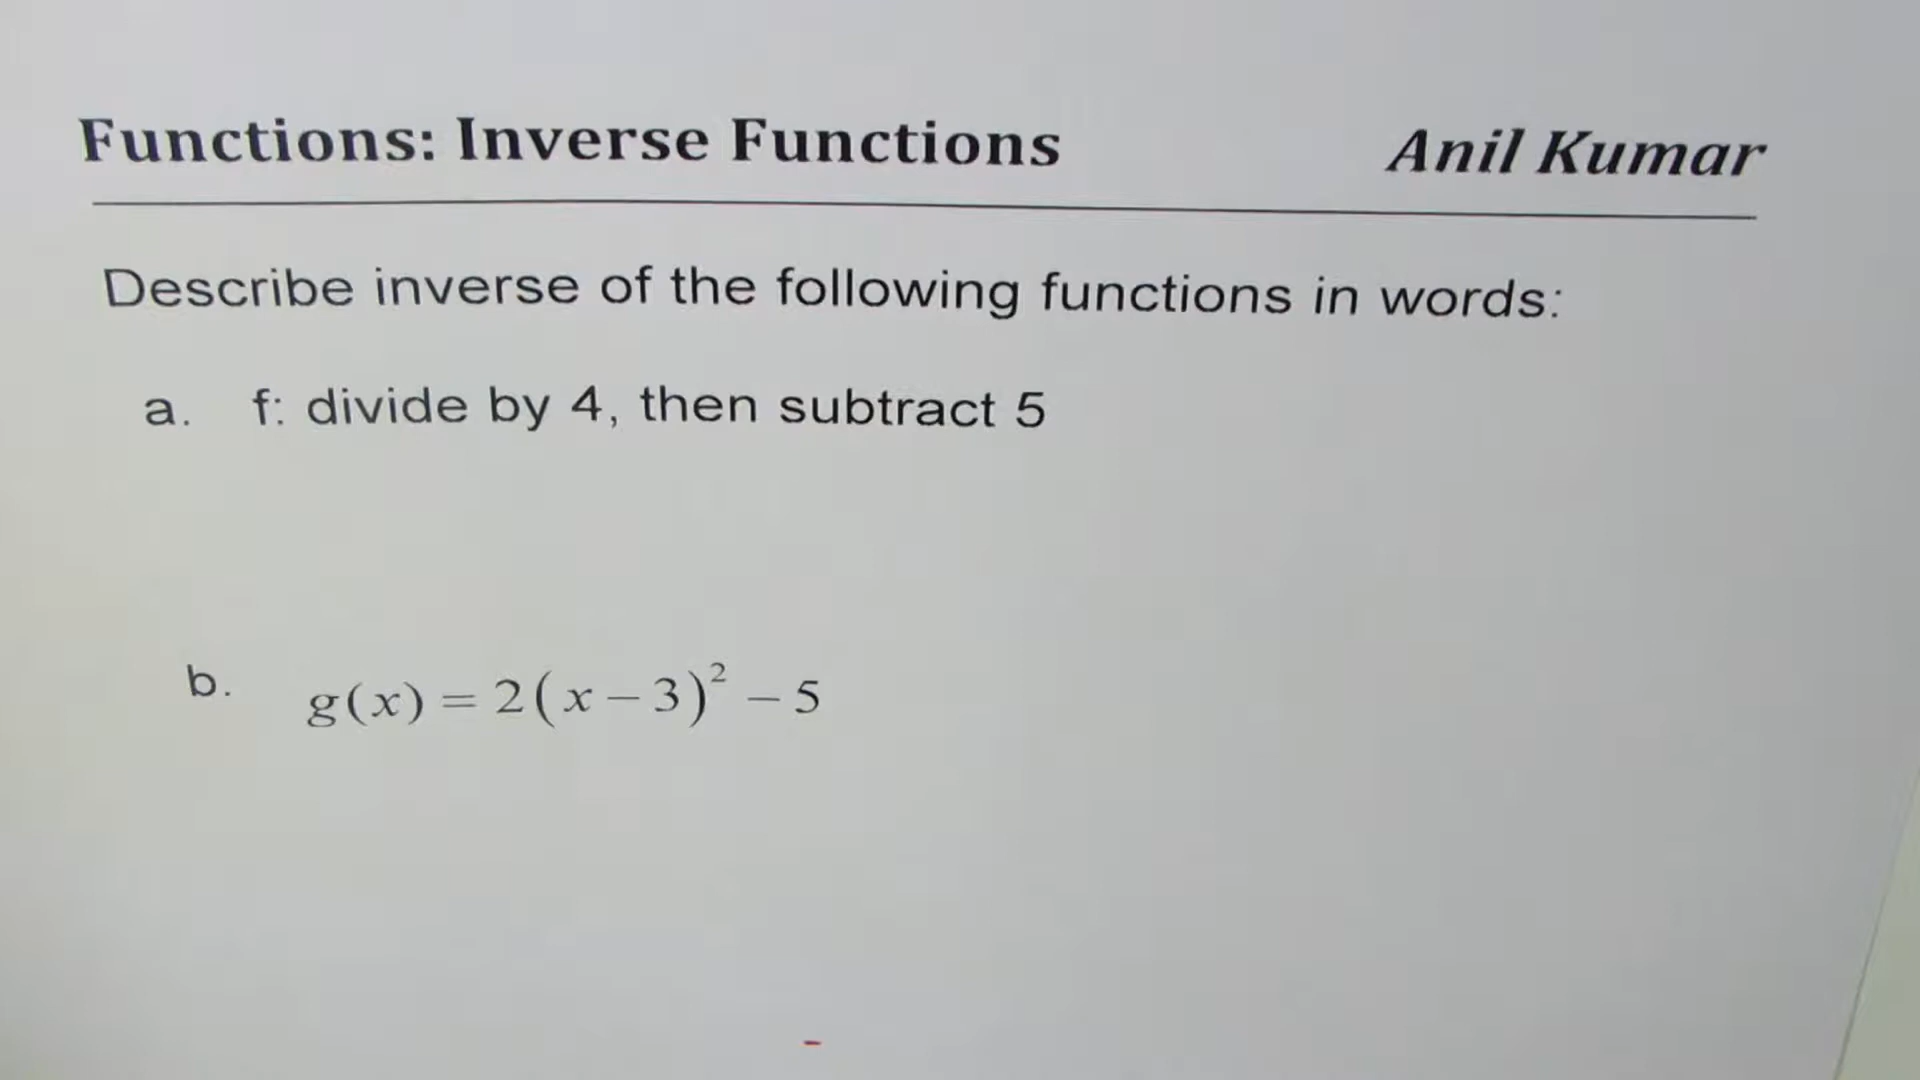 Functions: Inverse Functions Anil Kumar
Describe inverse of the following functions in words:
a. f: divide by 4, then subtract 5
b. g(x) = 2(x – 3)² – 5